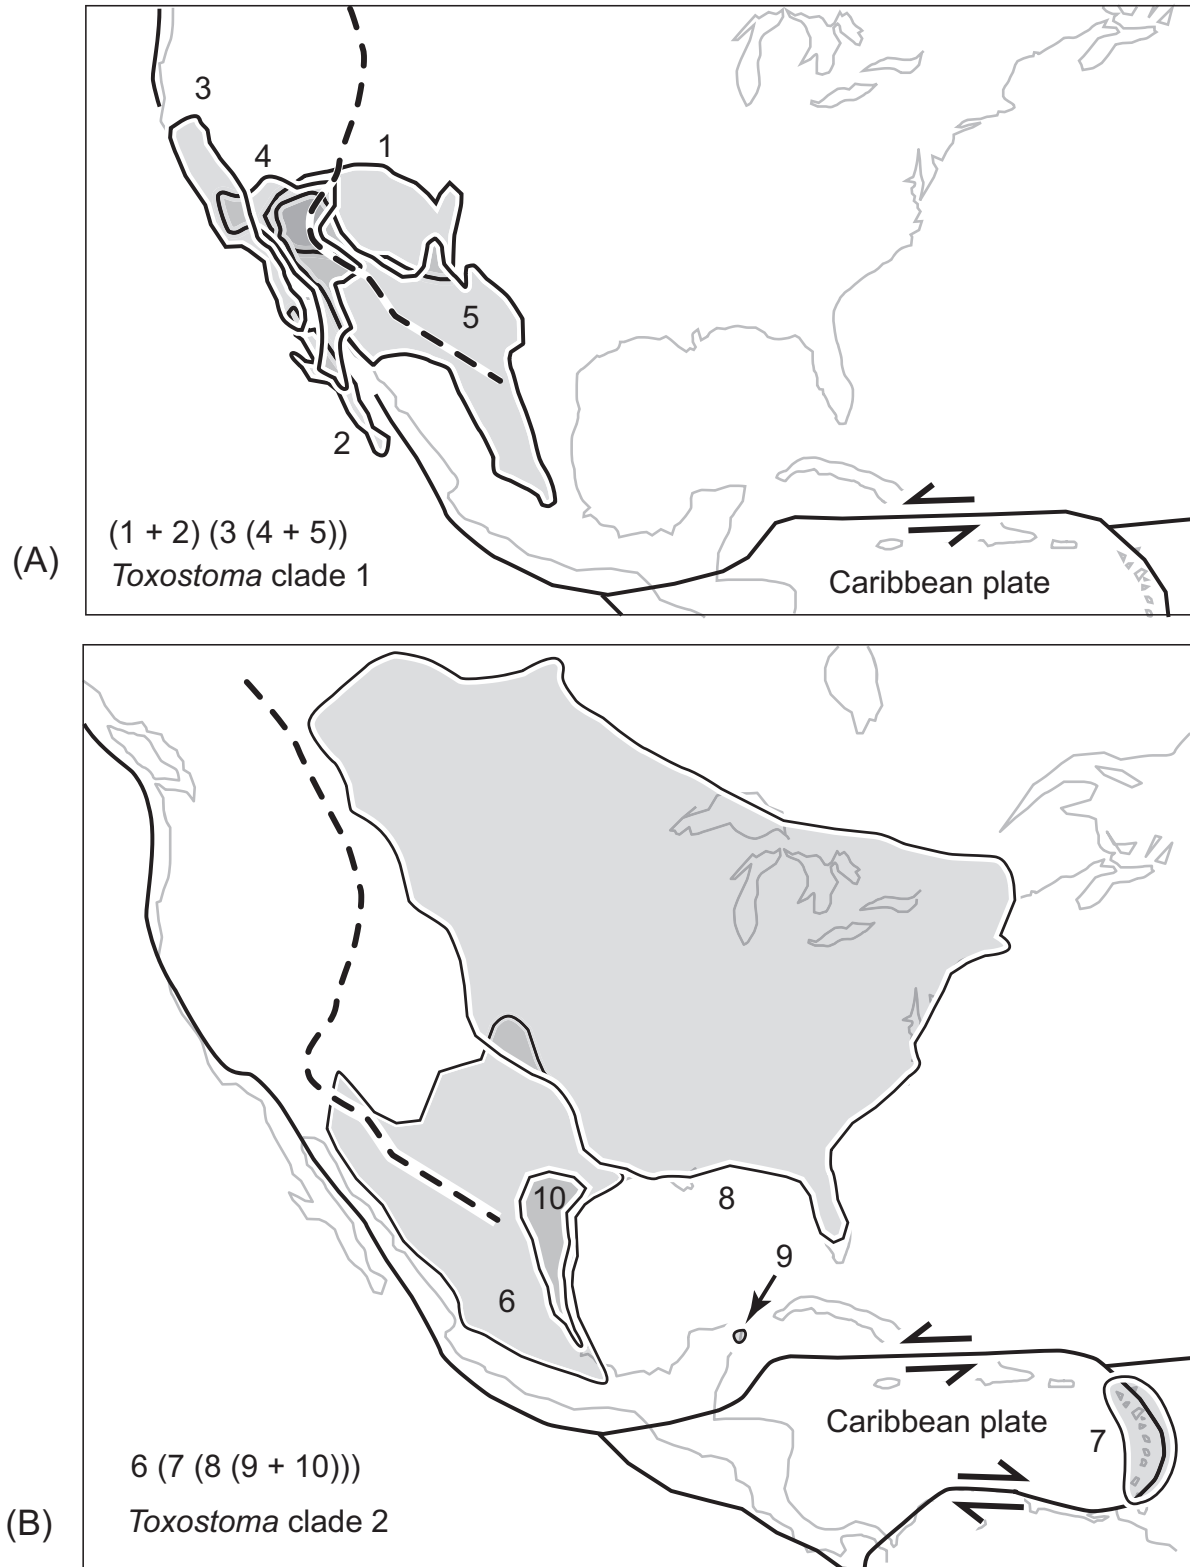 3
4
1
5
2
(1 + 2) (3 (4 + 5))
Toxostoma clade 1
Caribbean plate
(A)
10
8
9
6
Caribbean plate
7
6 (7 (8 (9 + 10)))
Toxostoma clade 2
(B)